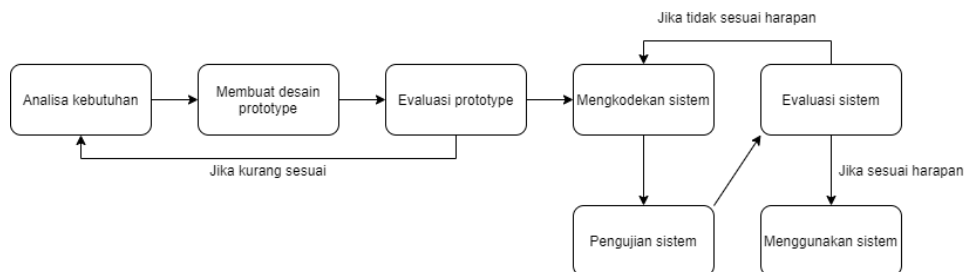 Jika tidak sesuai harapan
Analisa kebutuhan
Membuat desain
prototype
Evaluasi prototype
Mengkodekan sistem
Evaluasi sistem
Jika kurang sesuai
Jika sesuai harapan
Pengujian sistem
Menggunakan sistem